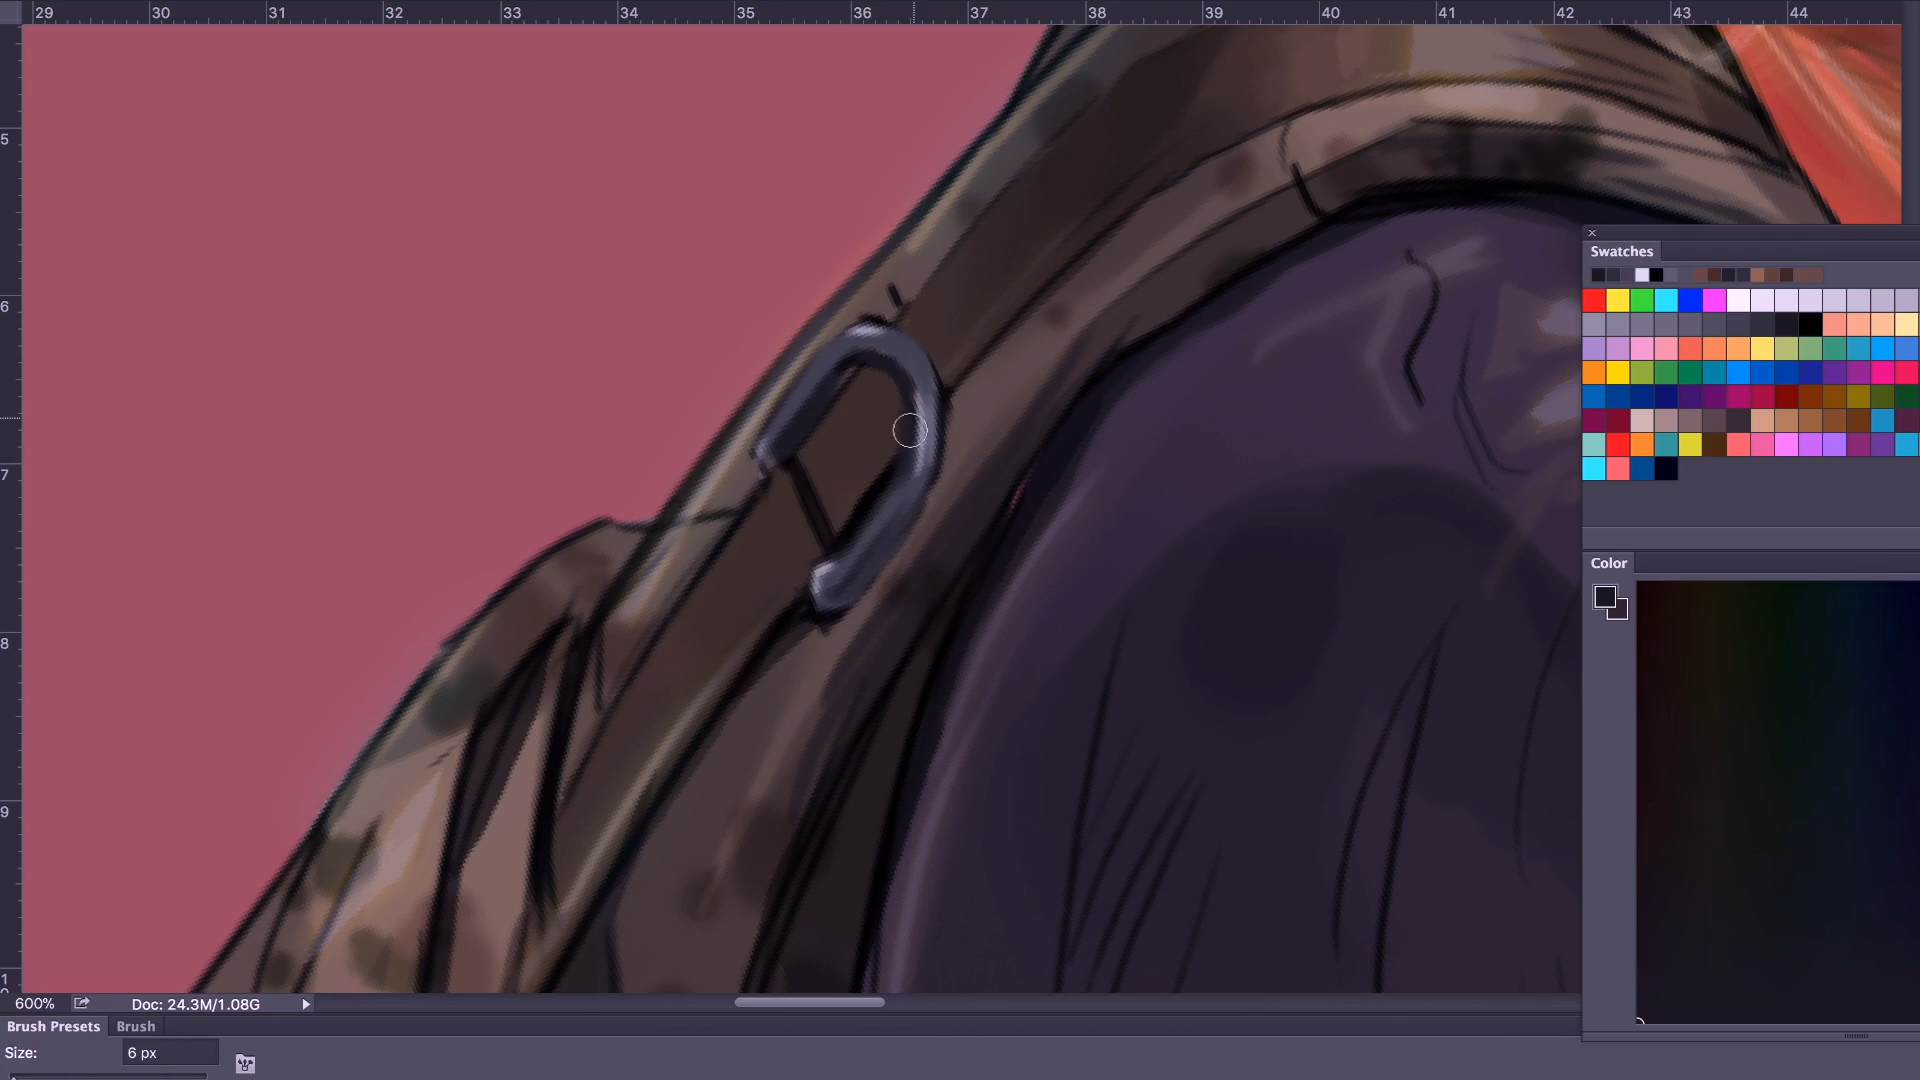 29 30 31 32 33 34 35 36 37 38 39 40 41 42 43 44
5
6
7
8
9
1
Swatches
Color
600% Doc: 24.3M/1.08G
Brush Presets Brush
Size: 6 px